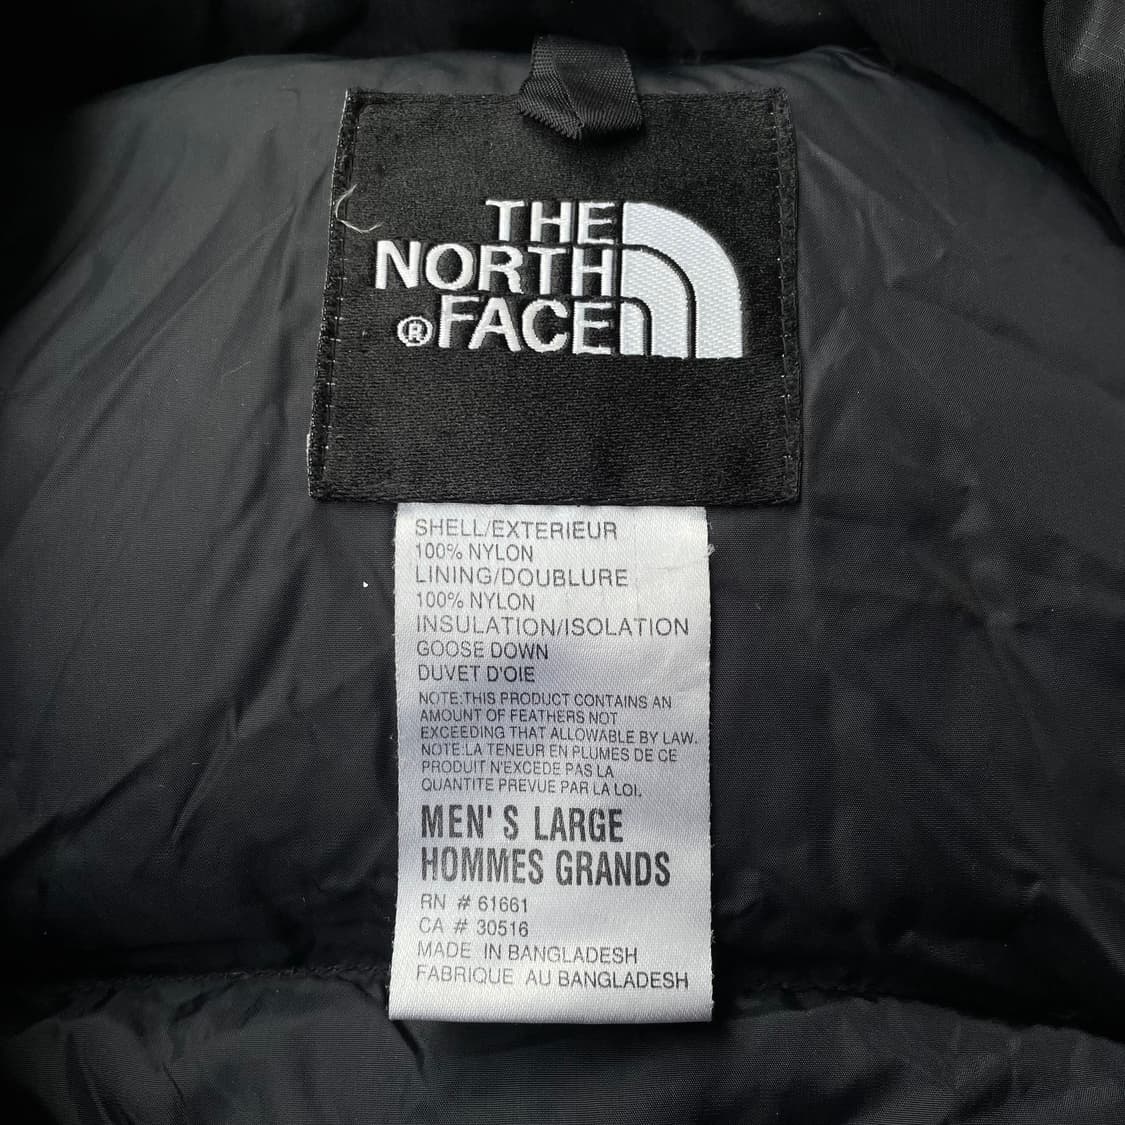 THE
NORTH
® FACE
SHELL/EXTERIEUR
100% NYLON
LINING/DOUBLURE
100% NYLON
INSULATION/ISOLATION
GOOSE DOWN
DUVET D'OIE
NOTE:THIS PRODUCT CONTAINS AN
AMOUNT OF FEATHERS NOT
EXCEEDING THAT ALLOWABLE BY LAW.
NOTE:LA TENEUR EN PLUMES DE CE
PRODUIT N'EXCEDE PAS LA
QUANTITE PREVUE PAR LA LOI.
MEN' S LARGE
HOMMES GRANDS
RN # 61661
CA # 30516
MADE IN BANGLADESH
FABRIQUE AU BANGLADESH